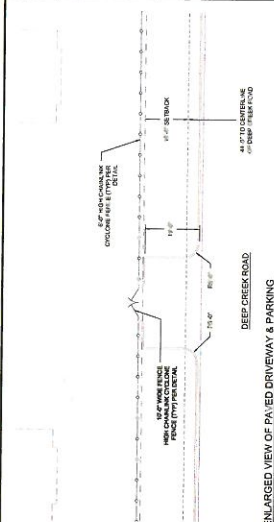 6'-0" HIGH CHAINLINK
CYCLONE FENCE (TYP) PER
DETAIL
SETBACK
44'-5" TO CENTERLINE
OF DEEP CREEK ROAD
10'-0" WIDE FENCE,
HIGH CHAINLINK CYCLONE
FENCE (TYP) PER DETAIL
DEEP CREEK ROAD
ENLARGED VIEW OF PAVED DRIVEWAY & PARKING